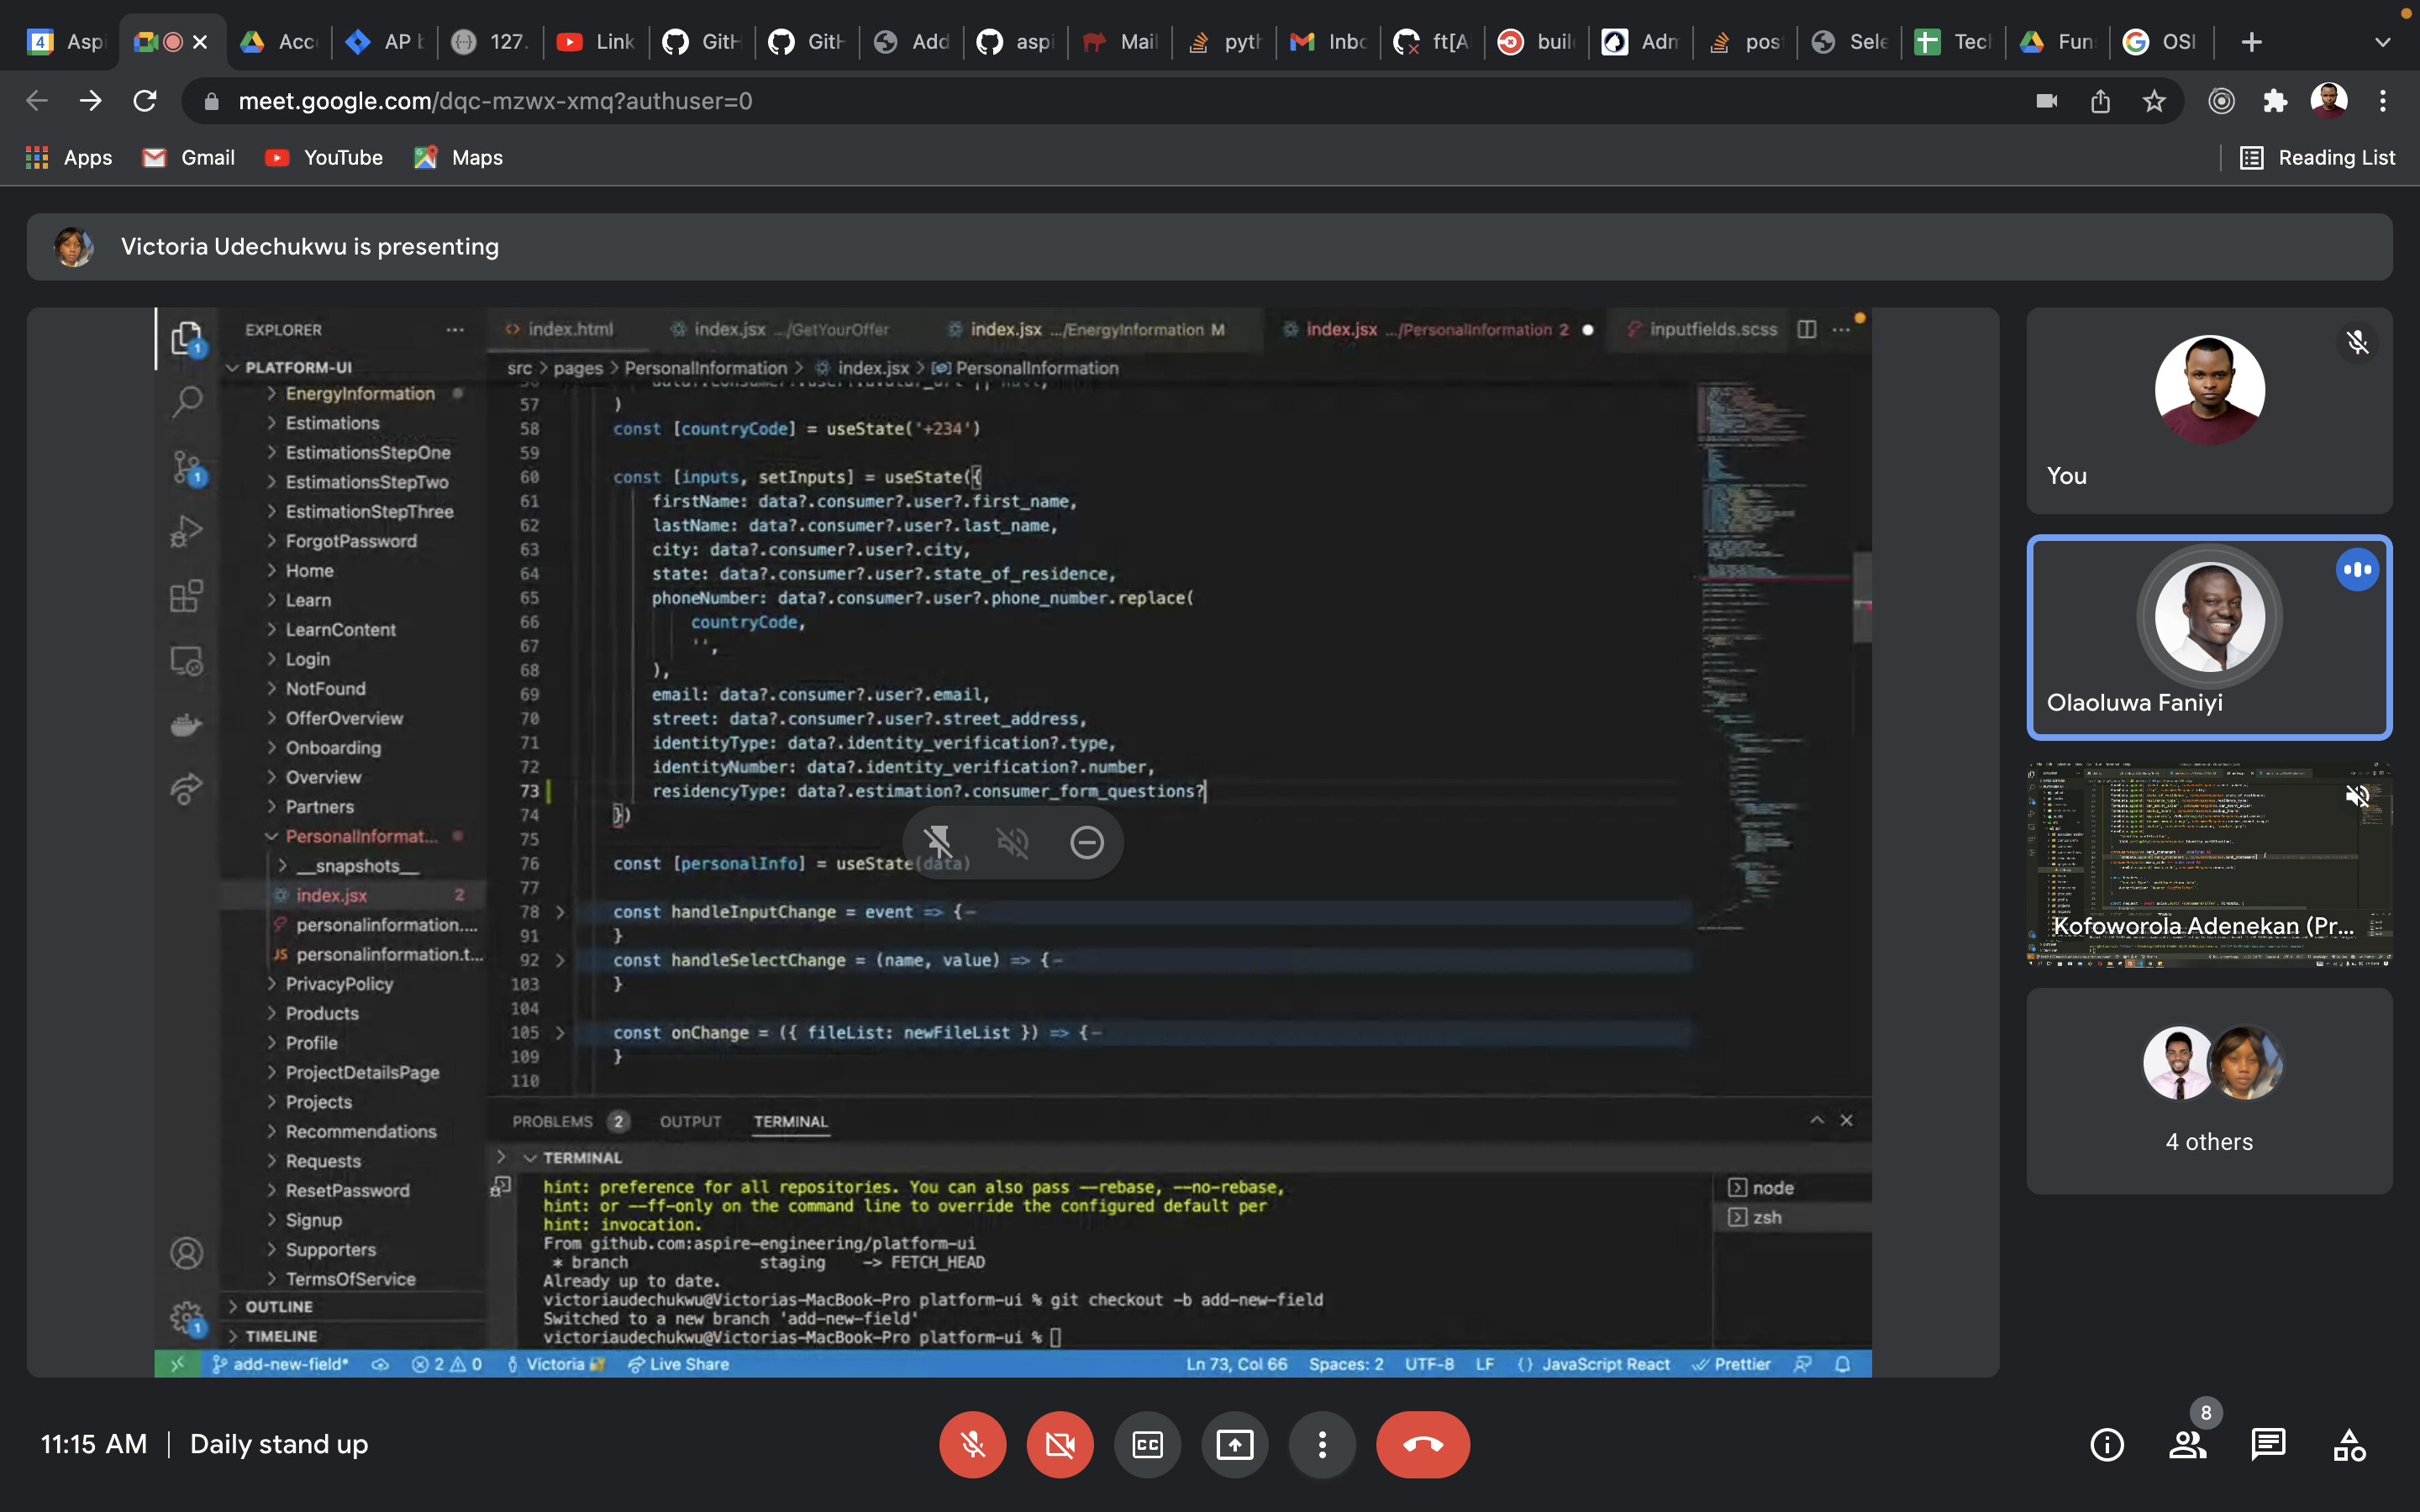 Aspi
Acc
AP b
127.
Link
GitH
GitH
Add
aspi
Mail
pyt
Inbo
ft[A
buil
Adm
pos
Sele
Tecl
Fun
OSI
meet.google.com/dqc-mzwx-xmq?authuser=0
Apps
Gmail
YouTube
Maps
Reading List
Victoria Udechukwu is presenting
EXPLORER
PLATFORM-UI
EnergyInformation
Estimations
EstimationsStepOne
EstimationsStepTwo
EstimationStepThree
ForgotPassword
Home
Learn
LearnContent
Login
NotFound
OfferOverview
Onboarding
Overview
Partners
PersonalInformat...
__snapshots__
index.jsx 2
personalinformation....
JS personalinformation.t...
PrivacyPolicy
Products
Profile
ProjectDetailsPage
Projects
Recommendations
Requests
ResetPassword
Signup
Supporters
TermsOfService
OUTLINE
TIMELINE
index.html
index.jsx .../GetYourOffer
index.jsx .../EnergyInformation M
index.jsx .../PersonalInformation 2
inputfields.scss
src > pages > PersonalInformation > index.jsx > PersonalInformation
57 )
58 const [countryCode] = useState('+234')
59
60 const [inputs, setInputs] = useState({
61 firstName: data?.consumer?.user?.first_name,
62 lastName: data?.consumer?.user?.last_name,
63 city: data?.consumer?.user?.city,
64 state: data?.consumer?.user?.state_of_residence,
65 phoneNumber: data?.consumer?.user?.phone_number.replace(
66 countryCode,
67 '',
68 ),
69 email: data?.consumer?.user?.email,
70 street: data?.consumer?.user?.street_address,
71 identityType: data?.identity_verification?.type,
72 identityNumber: data?.identity_verification?.number,
73 residencyType: data?.estimation?.consumer_form_questions?
74 })
75
76 const [personalInfo] = useState(data)
77
78 const handleInputChange = event => {
91 }
92 const handleSelectChange = (name, value) => {
103 }
104
105 const onChange = ({ fileList: newFileList }) => {
109 }
110
PROBLEMS 2 OUTPUT TERMINAL
TERMINAL
hint: preference for all repositories. You can also pass --rebase, --no-rebase,
hint: or --ff-only on the command line to override the configured default per
hint: invocation.
From github.com:aspire-engineering/platform-ui
* branch staging -> FETCH_HEAD
Already up to date.
victoriaudechukwu@Victorias-MacBook-Pro platform-ui % git checkout -b add-new-field
Switched to a new branch 'add-new-field'
victoriaudechukwu@Victorias-MacBook-Pro platform-ui %
node
zsh
add-new-field* 2 0 Victoria Live Share Ln 73, Col 66 Spaces: 2 UTF-8 LF {} JavaScript React Prettier
You
Olaoluwa Faniyi
Kofoworola Adenekan (Pr...
4 others
11:15 AM | Daily stand up
8